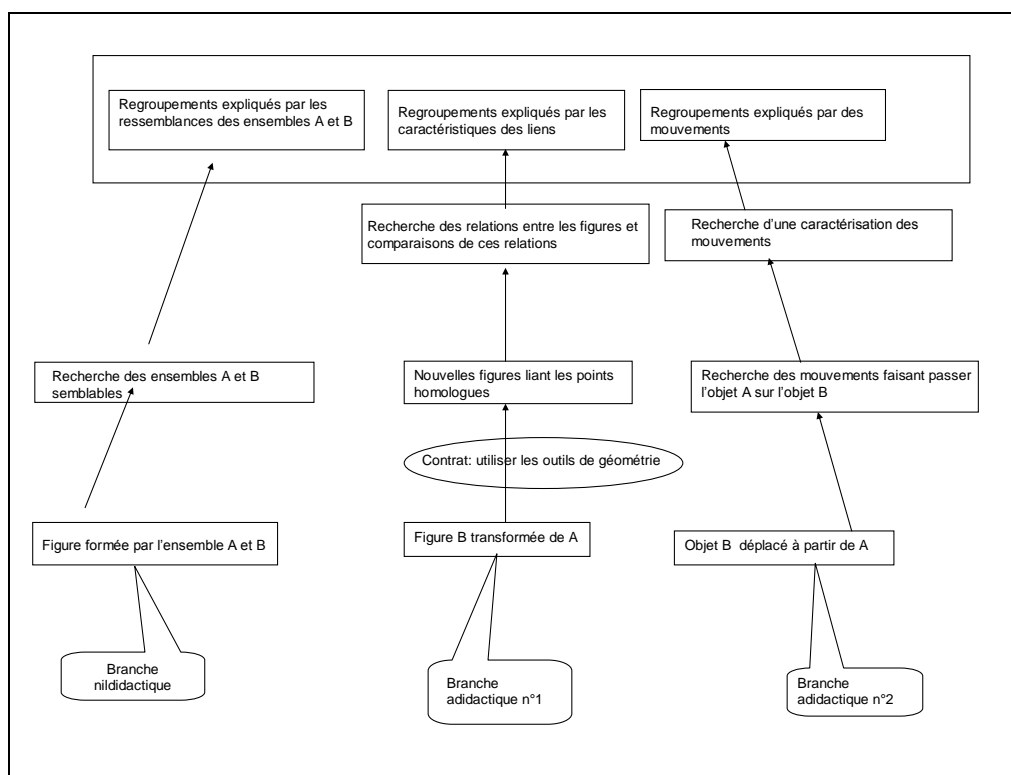 Regroupements expliqués par les
ressemblances des ensembles A et B
Regroupements expliqués par les
caractéristiques des liens
Regroupements expliqués par des
mouvements
Recherche des relations entre les figures et
comparaisons de ces relations
Recherche d'une caractérisation des
mouvements
Recherche des ensembles A et B
semblables
Nouvelles figures liant les points
homologues
Recherche des mouvements faisant passer
l'objet A sur l'objet B
Contrat: utiliser les outils de géométrie
Figure formée par l'ensemble A et B
Figure B transformée de A
Objet B déplacé à partir de A
Branche
nildidactique
Branche
adidactique n°1
Branche
adidactique n°2